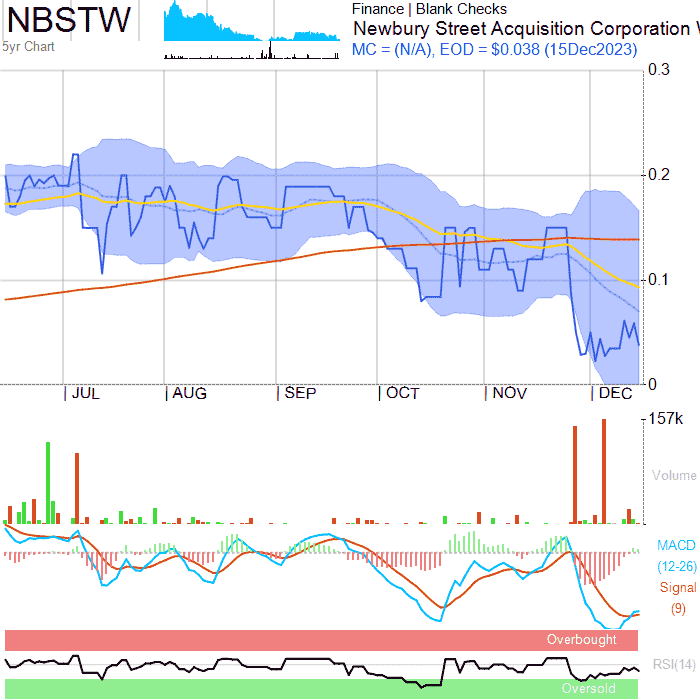 NBSTW
5yr Chart
Finance | Blank Checks
Newbury Street Acquisition Corporation
MC = (N/A), EOD = $0.038 (15Dec2023)
0.3
0.2
0.1
0
JUL
AUG
SEP
OCT
NOV
DEC
157k
Volume
MACD
(12-26)
Signal
(9)
Overbought
RSI(14)
Oversold